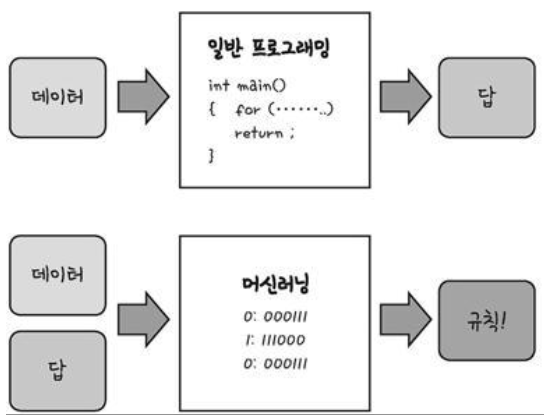 일반 프로그래밍
데이터
int main()
{ for (·······..)
return ;
}
답
데이터
답
머신러닝
0: 000111
1: 111000
0: 000111
규칙!